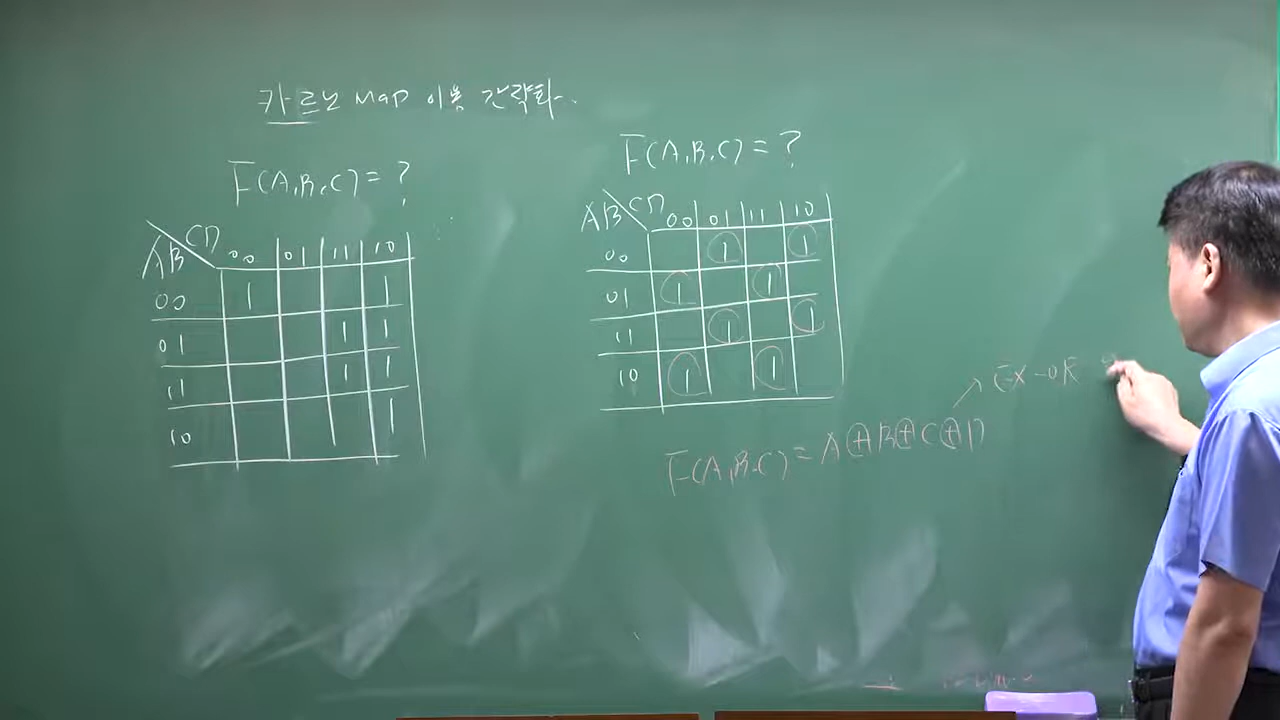 카르노 MaP 이용 간략화.
F(A,B,C) = ?
AB CD 00 01 11 10
00 1 1
01 1 1
11 1 1
10 1
F(A,B,C) = ?
AB CD 00 01 11 10
00 1 1
01 1 1
11 1 1
10 1 1
F(A,B,C) = A⊕B⊕C⊕D
→ EX-OR